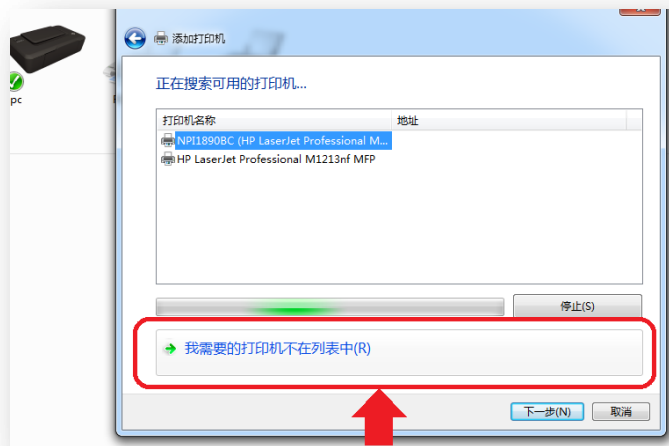 添加打印机
pc
正在搜索可用的打印机...
打印机名称 地址
NPI1890BC (HP LaserJet Professional M...
HP LaserJet Professional M1213nf MFP
停止(S)
我需要的打印机不在列表中(R)
下一步(N) 取消